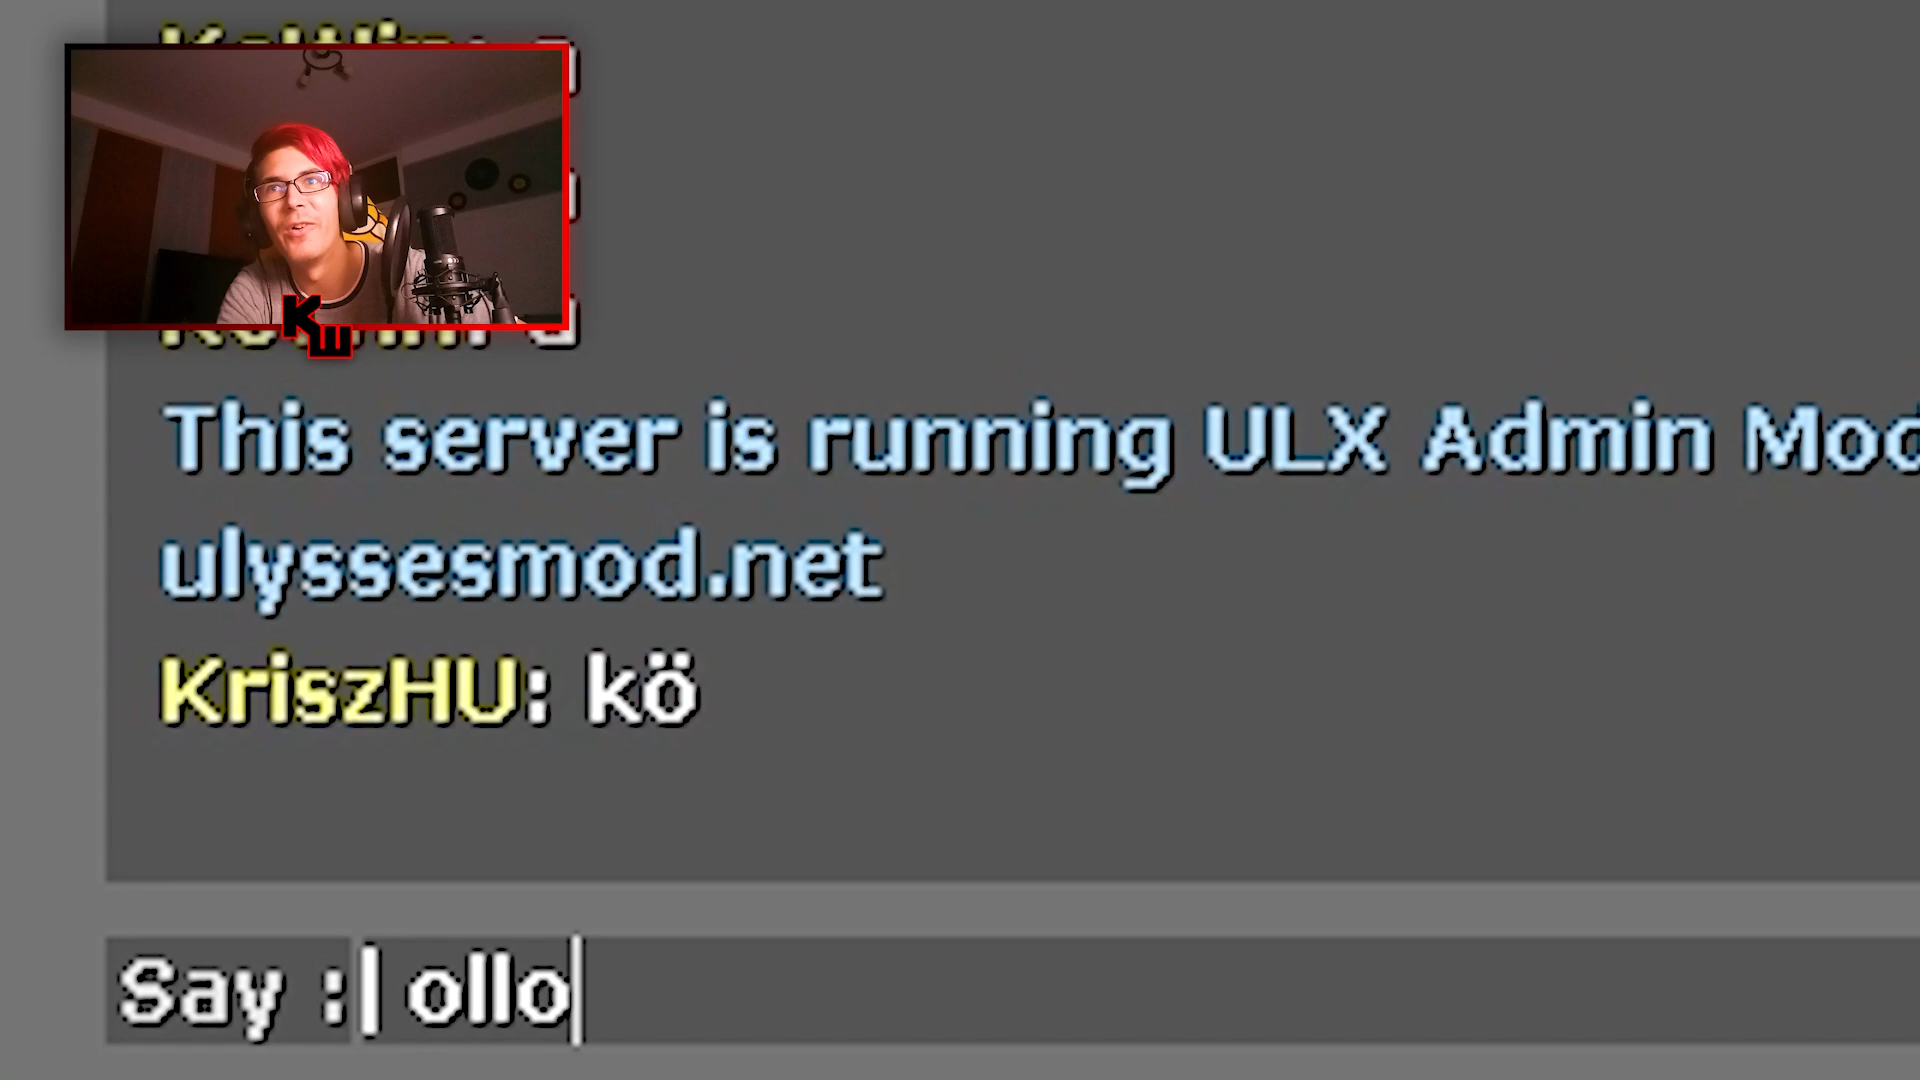 This server is running ULX Admin Mod
ulyssesmod.net
KriszHU: kö
Say :| ollo